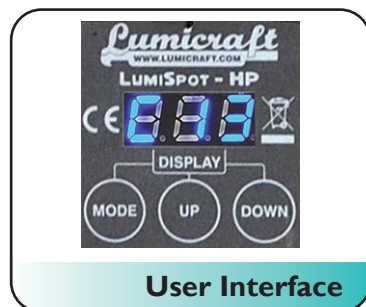 Lumicraft
WWW.LUMICRAFT.COM
LUMISPOT - HP
CE
DISPLAY
MODE UP DOWN
User Interface